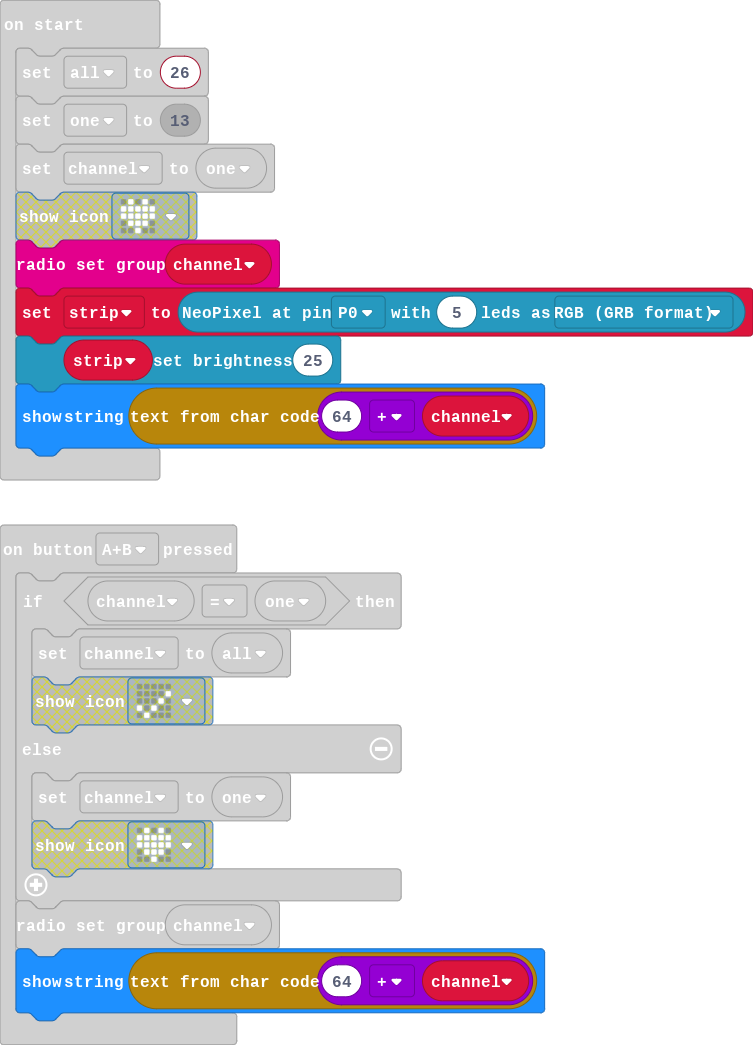 on start
set all to 26
set one to 13
set channel to one
show icon
radio set group channel
set strip to NeoPixel at pin P0 with 5 leds as RGB (GRB format)
strip set brightness 25
show string text from char code 64 + channel
on button A+B pressed
if channel = one then
set channel to all
show icon
else
set channel to one
show icon
radio set group channel
show string text from char code 64 + channel